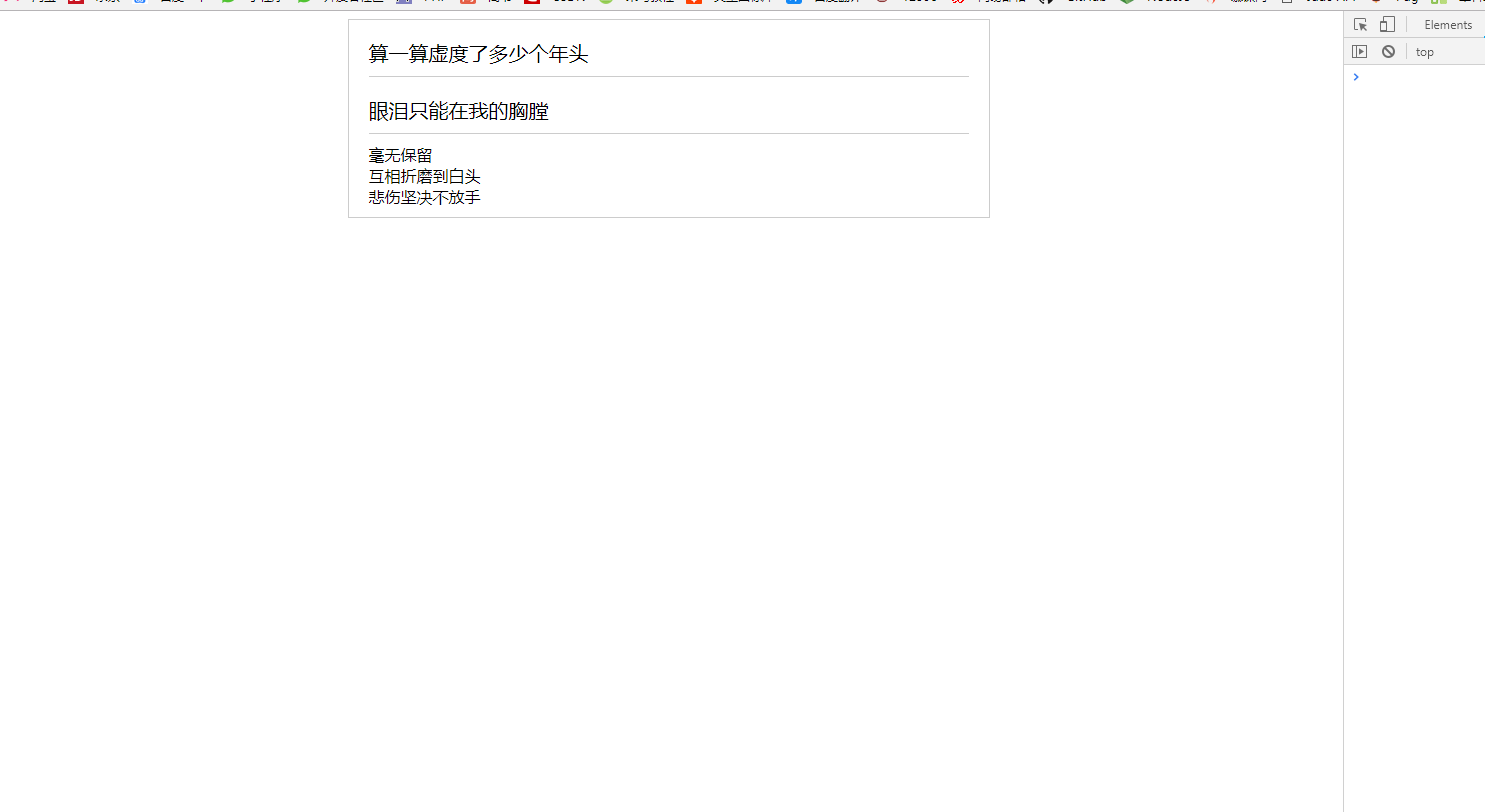 算一算虚度了多少个年头
眼泪只能在我的胸膛
毫无保留
互相折磨到白头
悲伤坚决不放手
Elements
top